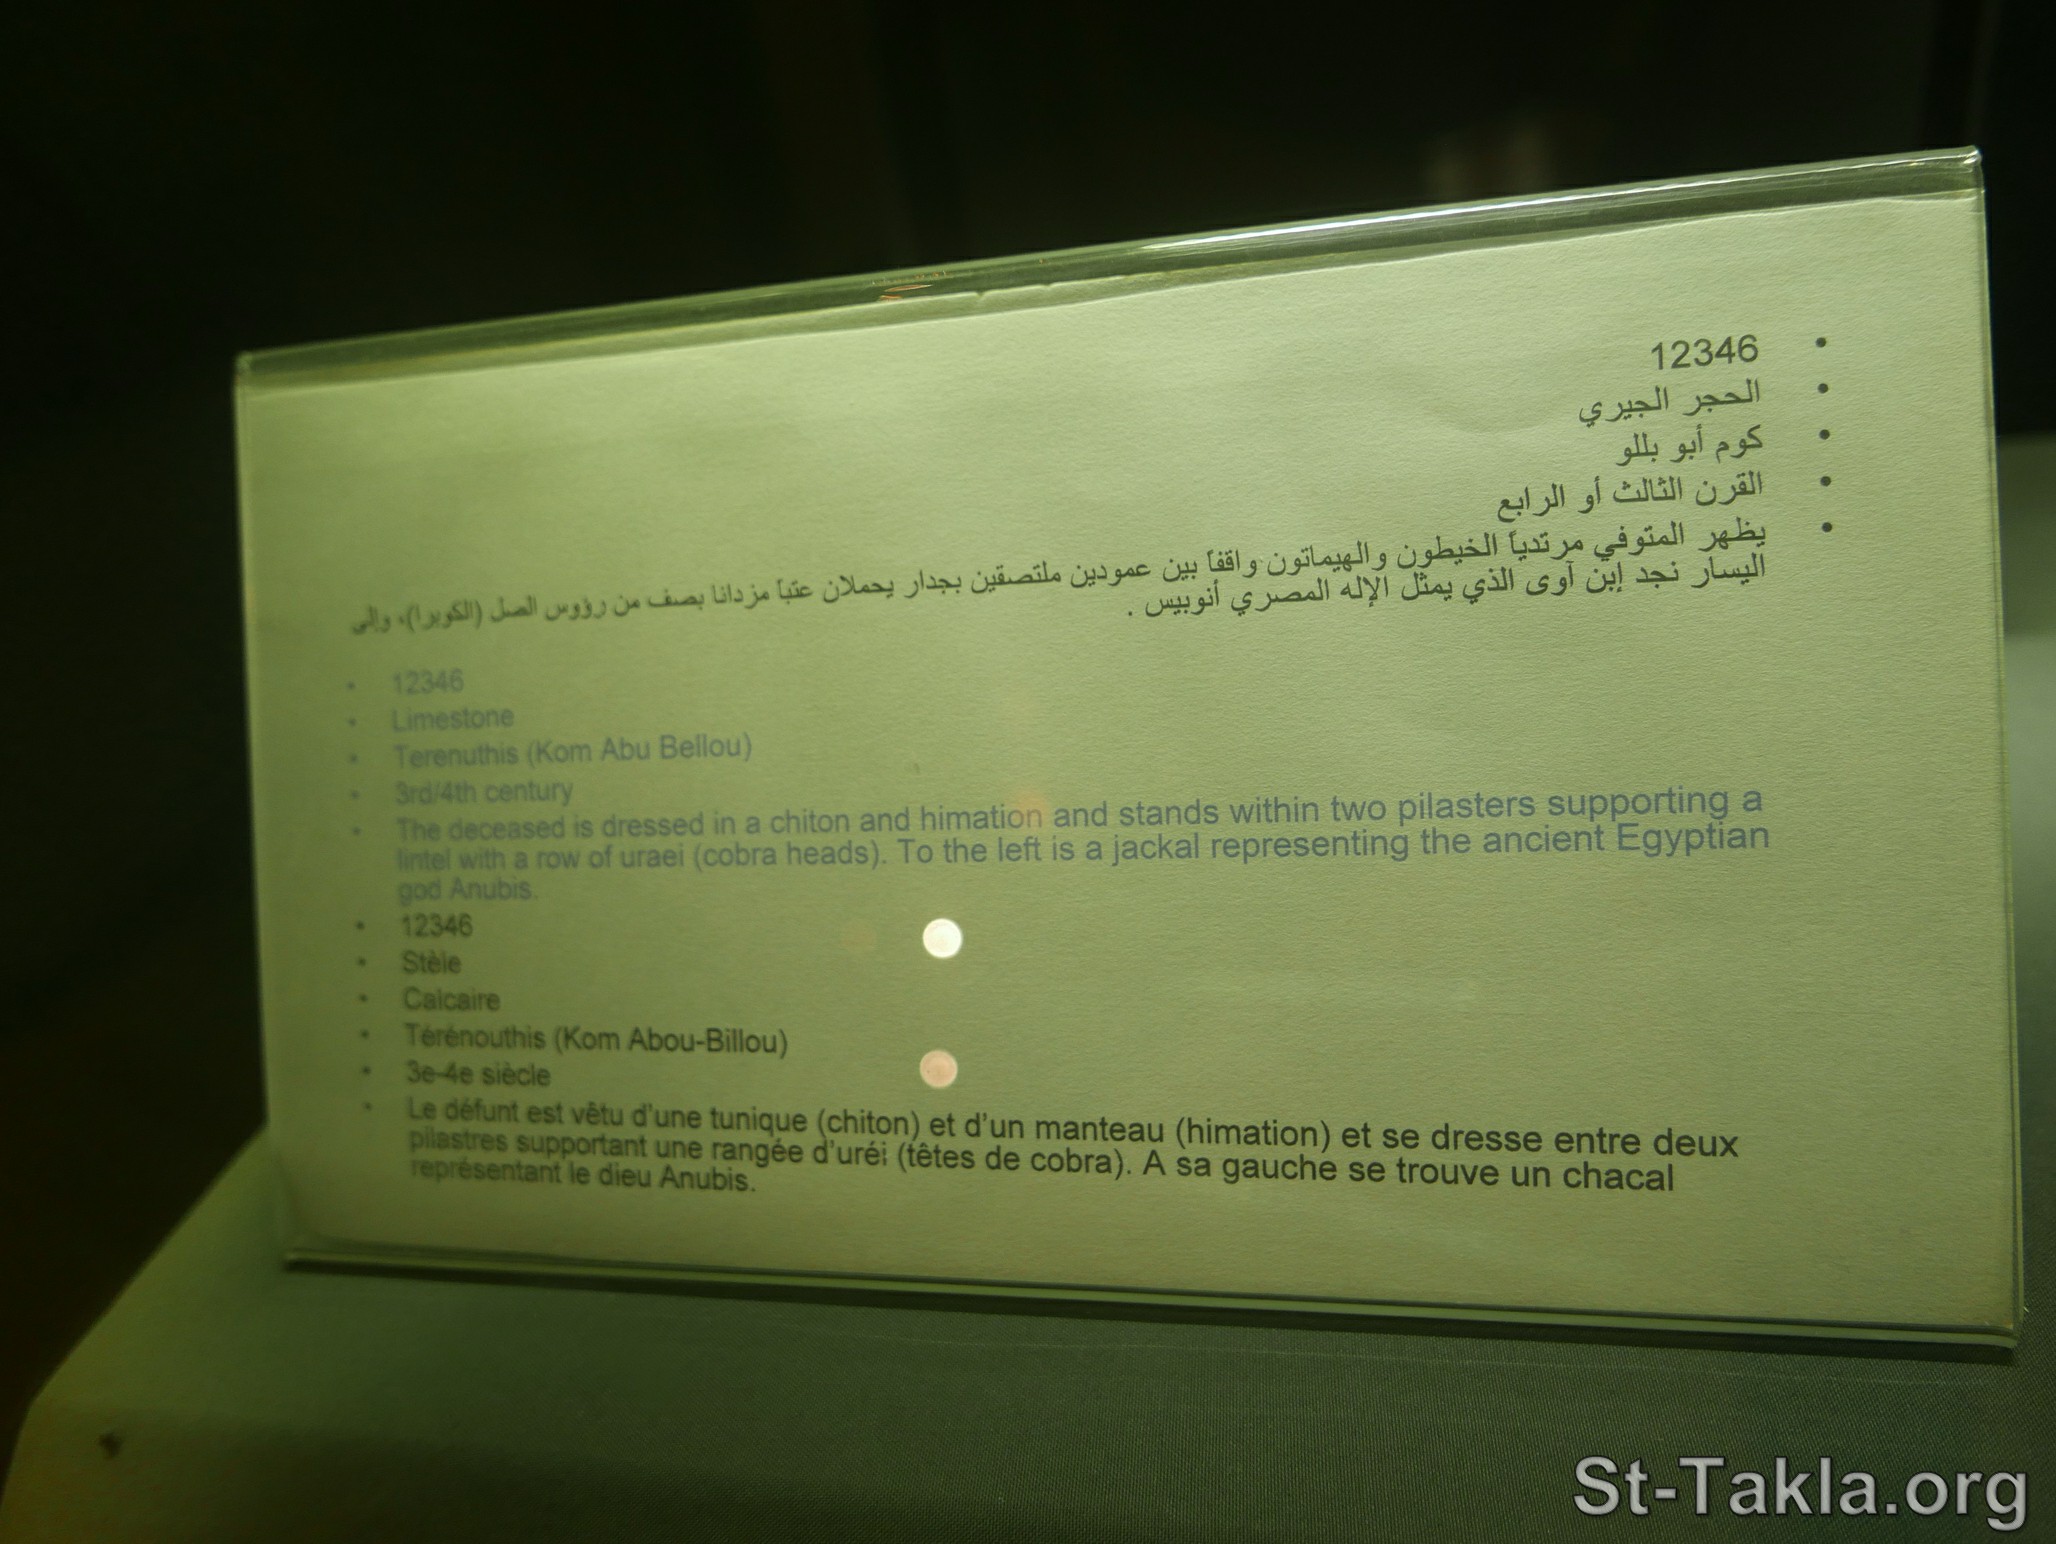 12346
الحجر الجيري
كوم أبو بللو
القرن الثالث أو الرابع
يظهر المتوفي مرتدياً الخيطون والهيماتون واقفاً بين عمودين ملتصقين بجدار يحملان عتباً مزدانا بصف من رؤوس الصل (الكوبرا)، وإلى
اليسار نجد إبن آوى الذي يمثل الإله المصري أنوبيس .
12346
Limestone
Terenuthis (Kom Abu Bellou)
3rd/4th century
The deceased is dressed in a chiton and himation and stands within two pilasters supporting a
lintel with a row of uraei (cobra heads). To the left is a jackal representing the ancient Egyptian
god Anubis.
12346
Stèle
Calcaire
Térénouthis (Kom Abou-Billou)
3e-4e siècle
Le défunt est vêtu d'une tunique (chiton) et d'un manteau (himation) et se dresse entre deux
pilastres supportant une rangée d'uréi (têtes de cobra). A sa gauche se trouve un chacal
représentant le dieu Anubis.
St-Takla.org